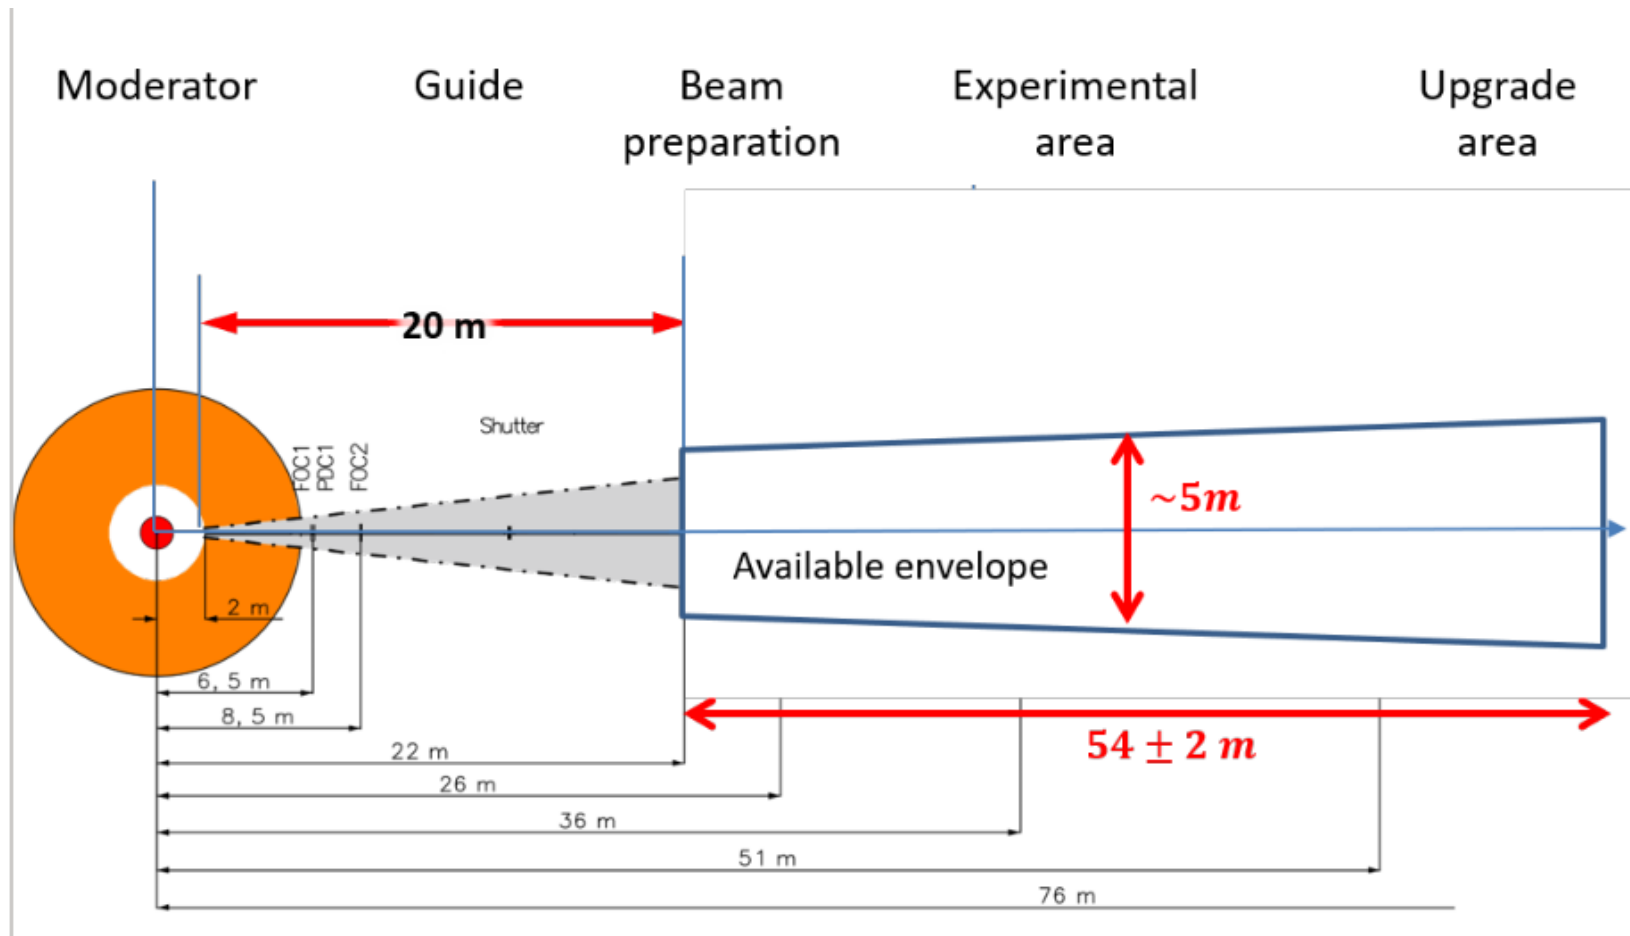 Moderator
Guide
Beam
preparation
Experimental
area
Upgrade
area
20 m
Shutter
FOC1
PDC1
FOC2
~5m
Available envelope
2 m
6, 5 m
8, 5 m
54 ± 2 m
22 m
26 m
36 m
51 m
76 m